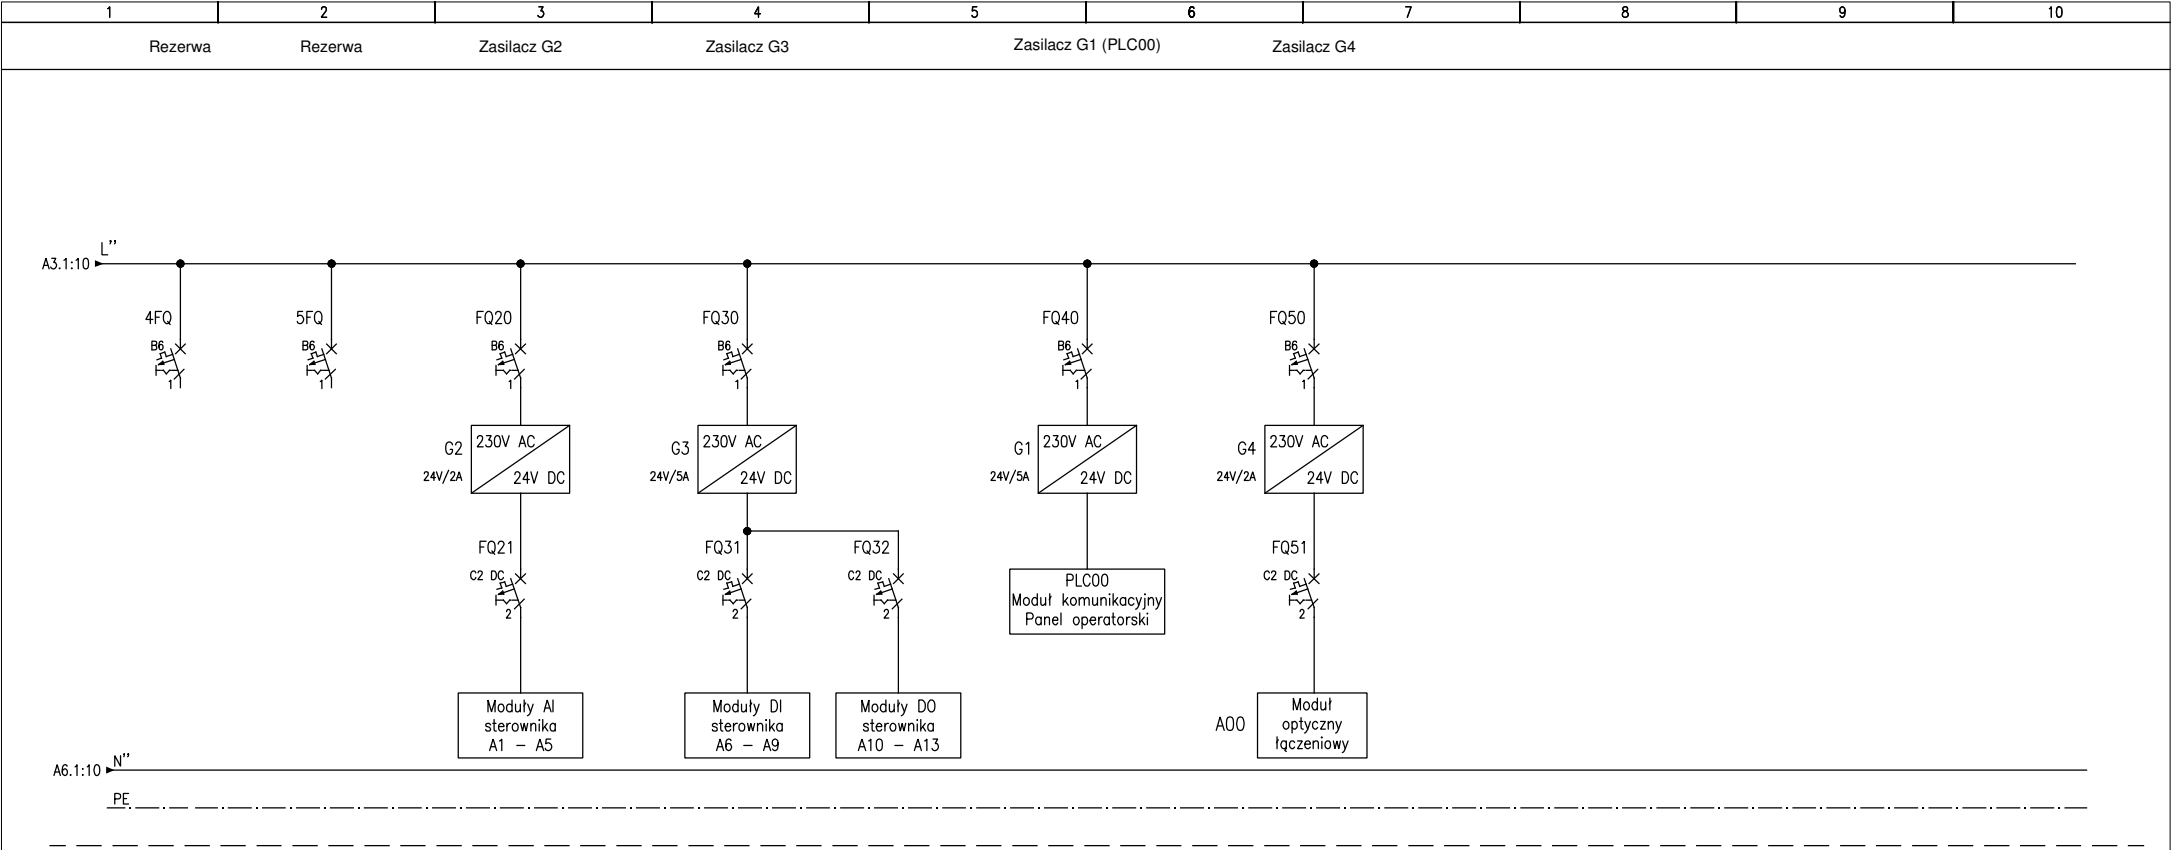 1 2 3 4 5 6 7 8 9 10
Rezerwa Rezerwa Zasilacz G2 Zasilacz G3 Zasilacz G1 (PLC00) Zasilacz G4
L''
A3.1:10
4FQ 5FQ FQ20 FQ30 FQ40 FQ50
B6 B6 B6 B6 B6 B6
1 1 1 1 1 1
230V AC 230V AC 230V AC 230V AC
G2 G3 G1 G4
24V/2A 24V DC 24V/5A 24V DC 24V/5A 24V DC 24V/2A 24V DC
FQ21 FQ31 FQ32 FQ51
C2 DC C2 DC C2 DC C2 DC
2 2 2 2
PLC00
Moduł komunikacyjny
Panel operatorski
Moduły AI
sterownika
A1 – A5
Moduły DI
sterownika
A6 – A9
Moduły DO
sterownika
A10 – A13
A00
Moduł
optyczny
łączeniowy
N''
A6.1:10
PE